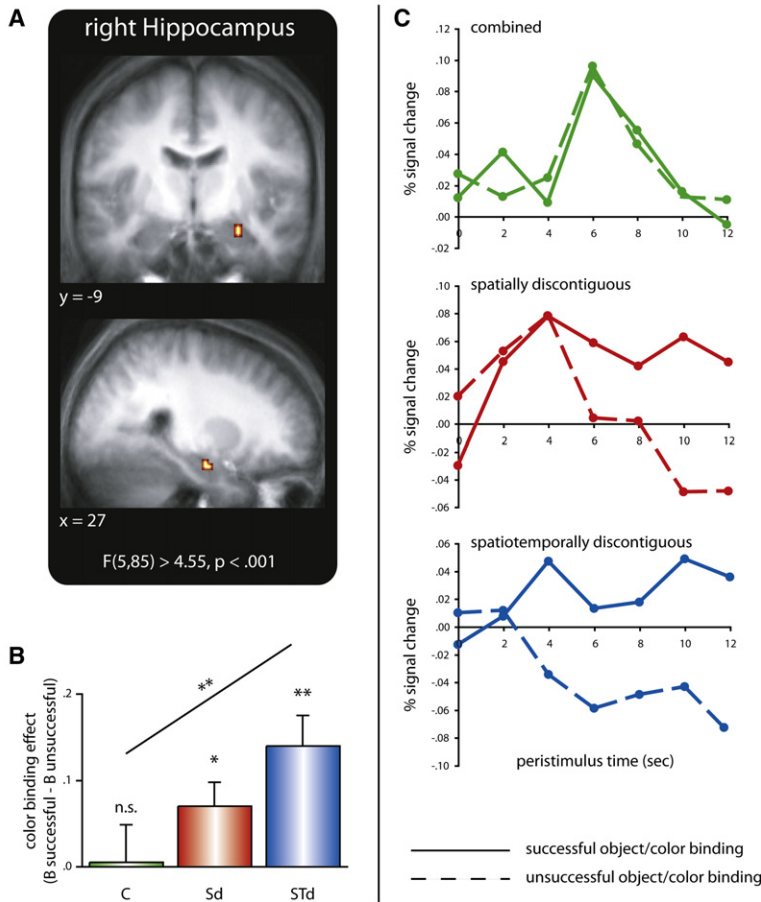 A
right Hippocampus
y = -9
x = 27
F(5,85) > 4.55, p < .001
B
color binding effect
(B successful - B unsuccessful)
.2
.1
.0
n.s.
*
**
**
C
Sd
STd
C
combined
% signal change
.12
.10
.08
.06
.04
.02
.00
-.02
0
2
4
6
8
10
12
spatially discontiguous
% signal change
.10
.08
.06
.04
.02
.00
-.02
-.04
-.06
0
2
4
6
8
10
12
spatiotemporally discontiguous
% signal change
.06
.04
.02
.00
-.02
-.04
-.06
-.08
-.10
0
2
4
6
8
10
12
peristimulus time (sec)
successful object/color binding
unsuccessful object/color binding